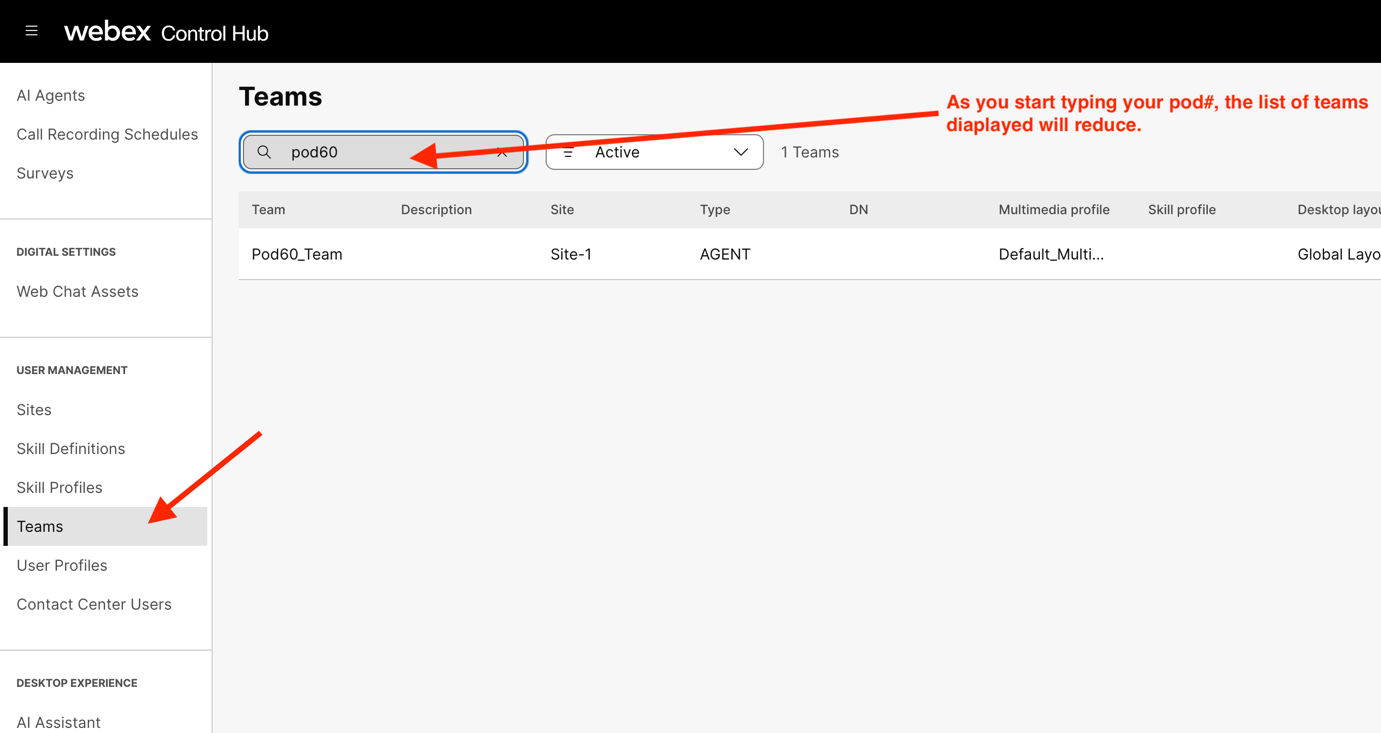 webex Control Hub
AI Agents
Call Recording Schedules
Surveys
DIGITAL SETTINGS
Web Chat Assets
USER MANAGEMENT
Sites
Skill Definitions
Skill Profiles
Teams
User Profiles
Contact Center Users
DESKTOP EXPERIENCE
AI Assistant
Teams
As you start typing your pod#, the list of teams
diaplayed will reduce.
pod60
Active
1 Teams
Team Description Site Type DN Multimedia profile Skill profile Desktop layou
Pod60_Team Site-1 AGENT Default_Multi... Global Layo